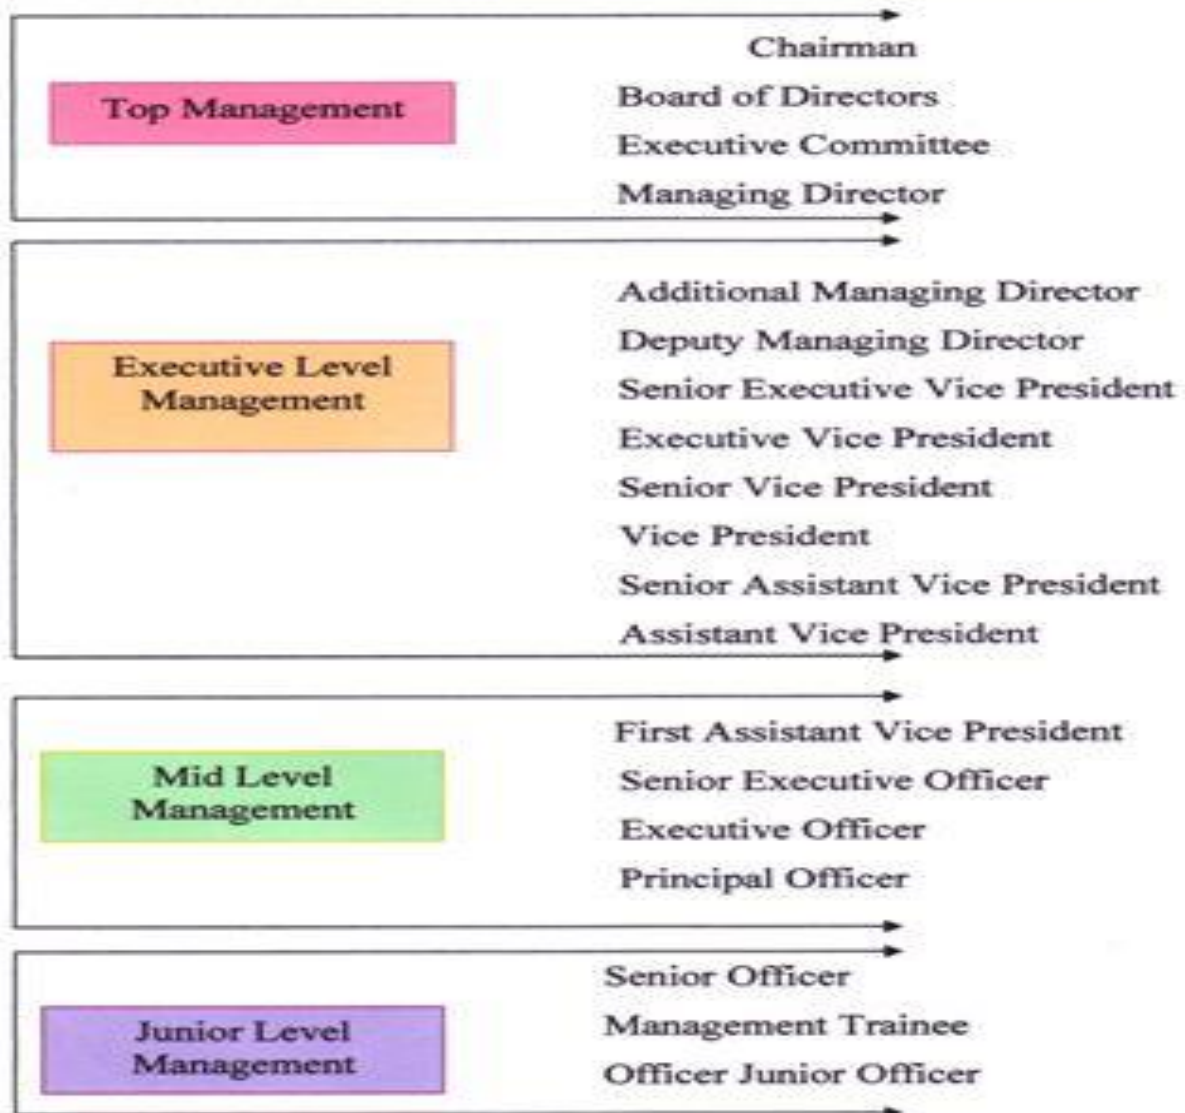 Top Management
Chairman
Board of Directors
Executive Committee
Managing Director
Executive Level
Management
Additional Managing Director
Deputy Managing Director
Senior Executive Vice President
Executive Vice President
Senior Vice President
Vice President
Senior Assistant Vice President
Assistant Vice President
Mid Level
Management
First Assistant Vice President
Senior Executive Officer
Executive Officer
Principal Officer
Junior Level
Management
Senior Officer
Management Trainee
Officer Junior Officer